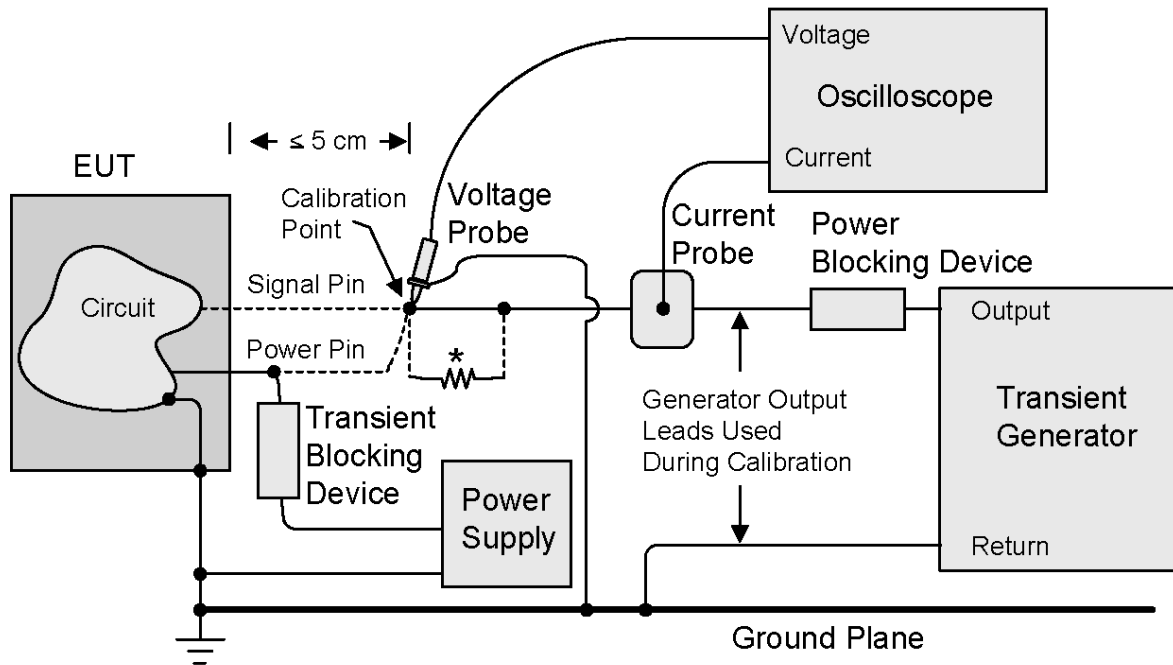 Voltage
Oscilloscope
Current
≤ 5 cm
EUT
Calibration
Point
Voltage
Probe
Current
Probe
Power
Blocking Device
Signal Pin
Circuit
Output
Power Pin
*
Transient
Blocking
Device
Generator Output
Leads Used
During Calibration
Transient
Generator
Power
Supply
Return
Ground Plane